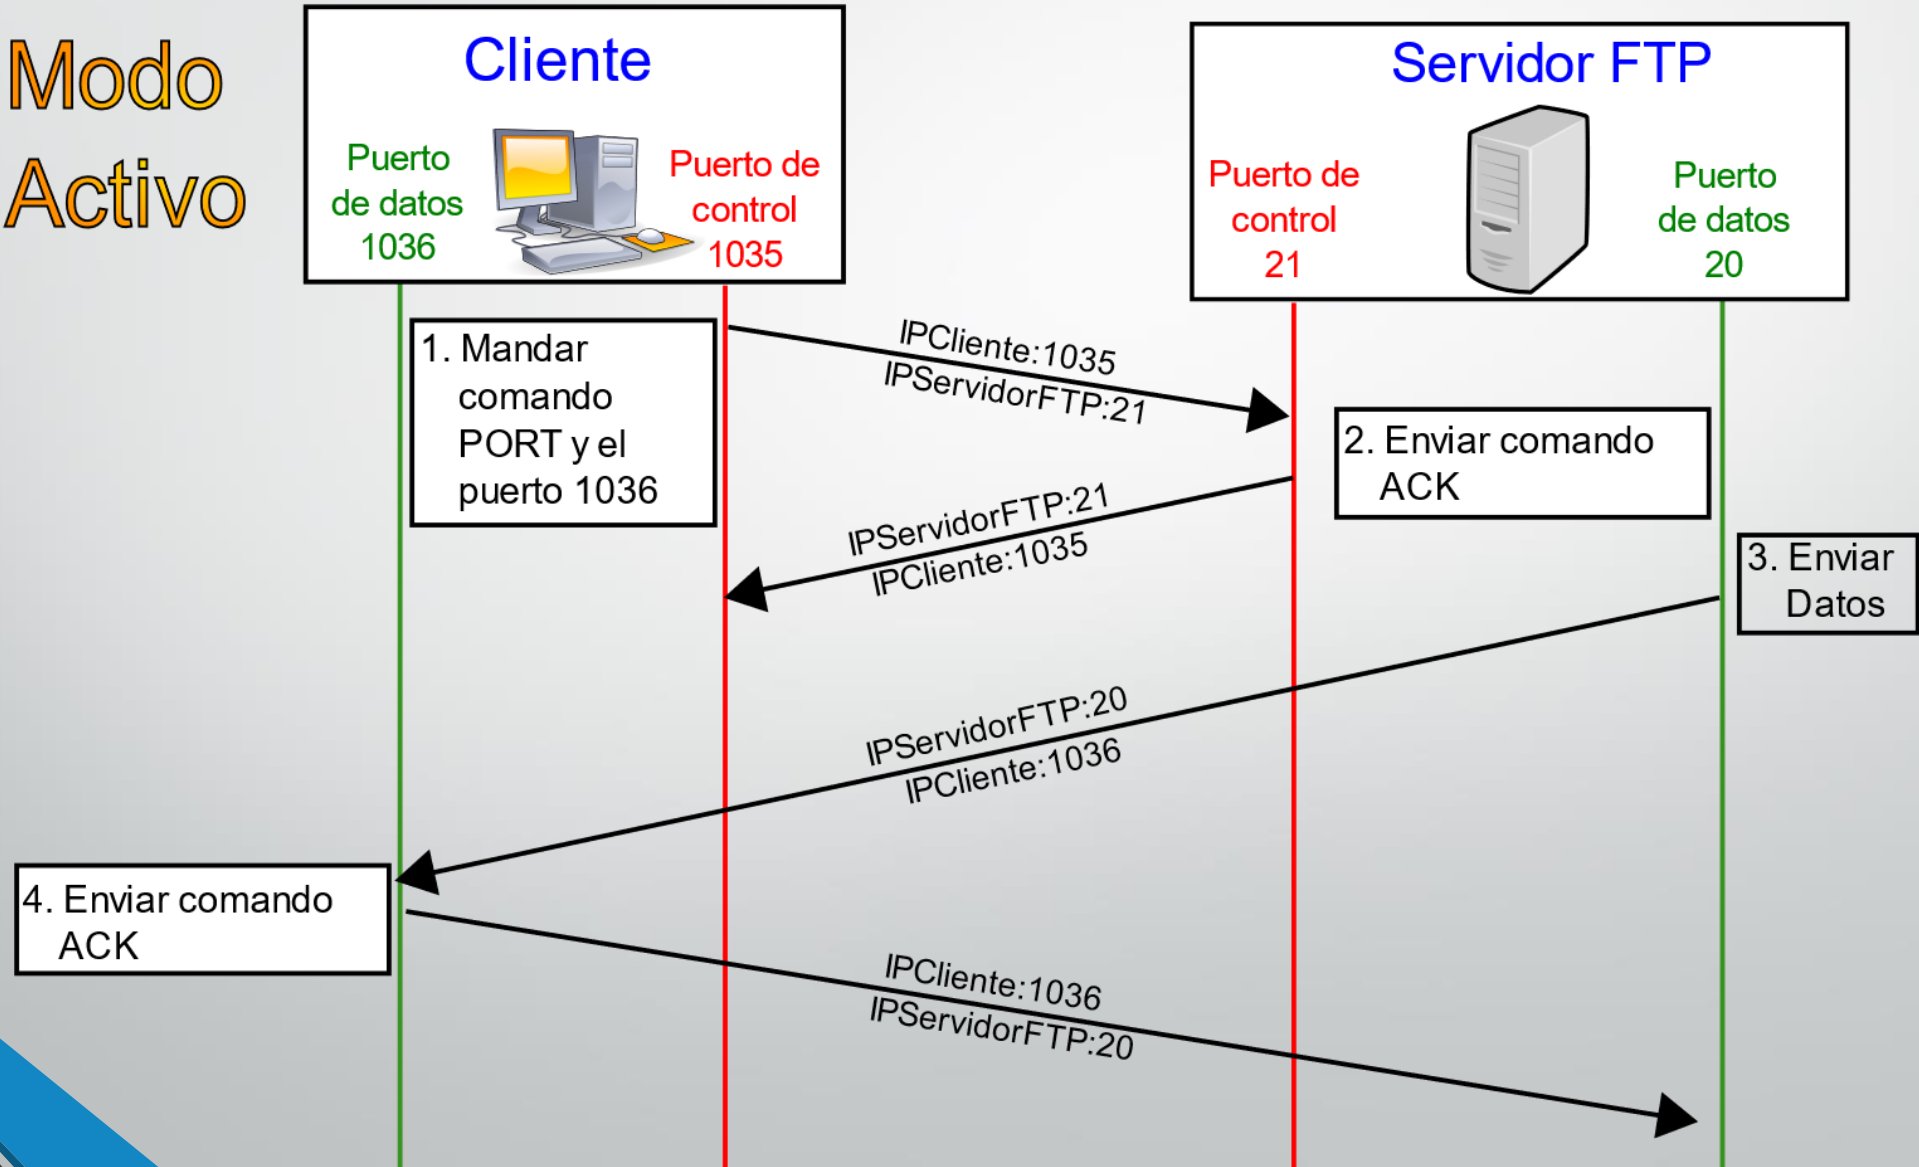 Modo
Activo
Cliente
Puerto
de datos
1036
Puerto de
control
1035
Servidor FTP
Puerto de
control
21
Puerto
de datos
20
1. Mandar
comando
PORT y el
puerto 1036
IPCliente:1035
IPServidorFTP:21
2. Enviar comando
ACK
IPServidorFTP:21
IPCliente:1035
3. Enviar
Datos
IPServidorFTP:20
IPCliente:1036
4. Enviar comando
ACK
IPCliente:1036
IPServidorFTP:20